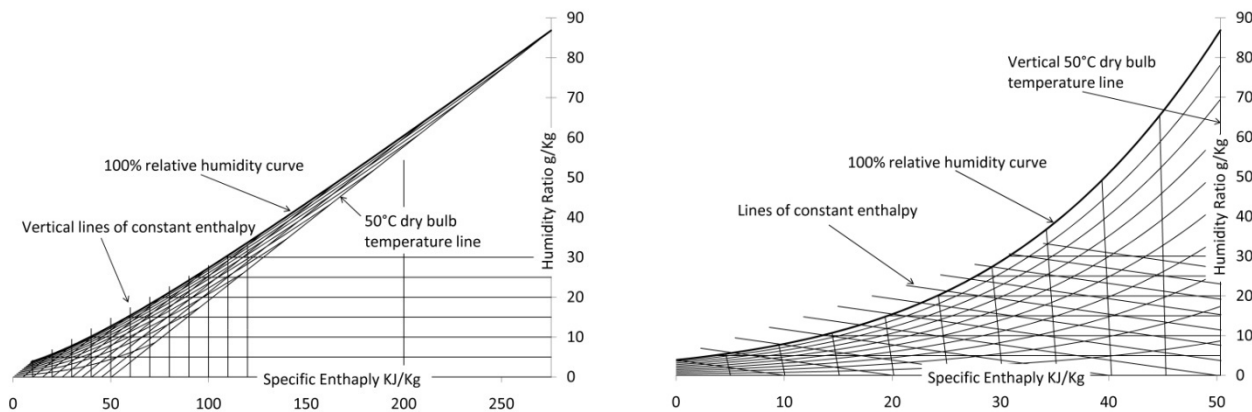 90
80
70
60
50
40
30
20
10
0
Humidity Ratio g/Kg
100% relative humidity curve
Vertical lines of constant enthalpy
50°C dry bulb
temperature line
Specific Enthaply KJ/Kg
0 50 100 150 200 250
90
80
70
60
50
40
30
20
10
0
Humidity Ratio g/Kg
Vertical 50°C dry bulb
temperature line
100% relative humidity curve
Lines of constant enthalpy
Specific Enthaply KJ/Kg
0 10 20 30 40 50